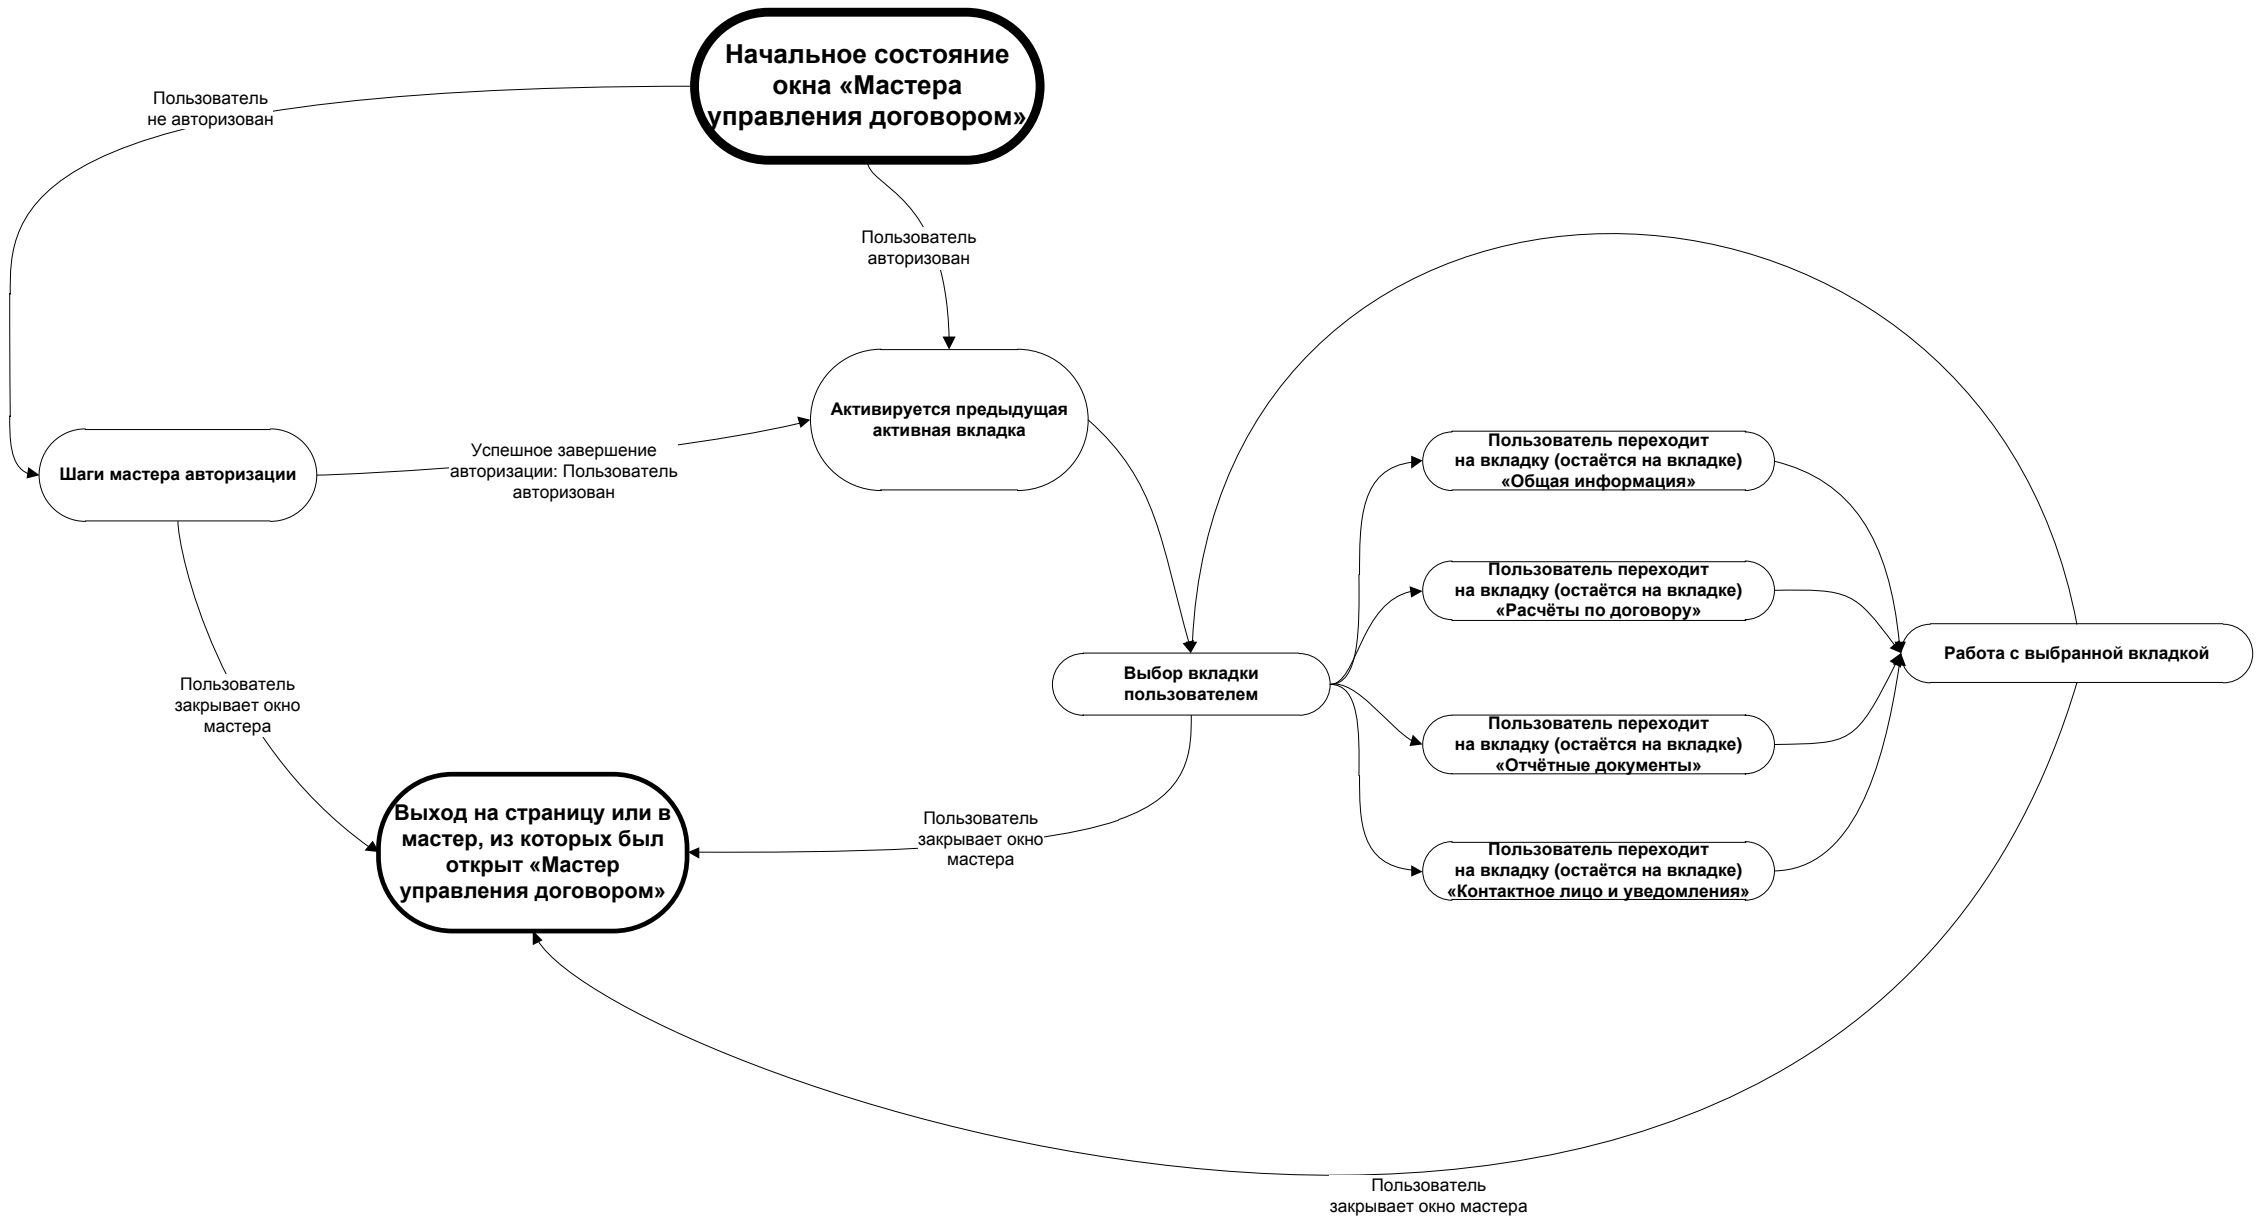 Начальное состояние
окна «Мастера
управления договором»
Пользователь
не авторизован
Пользователь
авторизован
Активируется предыдущая
активная вкладка
Шаги мастера авторизации
Успешное завершение
авторизации: Пользователь
авторизован
Пользователь переходит
на вкладку (остаётся на вкладке)
«Общая информация»
Пользователь переходит
на вкладку (остаётся на вкладке)
«Расчёты по договору»
Выбор вкладки
пользователем
Работа с выбранной вкладкой
Пользователь
закрывает окно
мастера
Пользователь переходит
на вкладку (остаётся на вкладке)
«Отчётные документы»
Выход на страницу или в
мастер, из которых был
открыт «Мастер
управления договором»
Пользователь
закрывает окно
мастера
Пользователь переходит
на вкладку (остаётся на вкладке)
«Контактное лицо и уведомления»
Пользователь
закрывает окно мастера